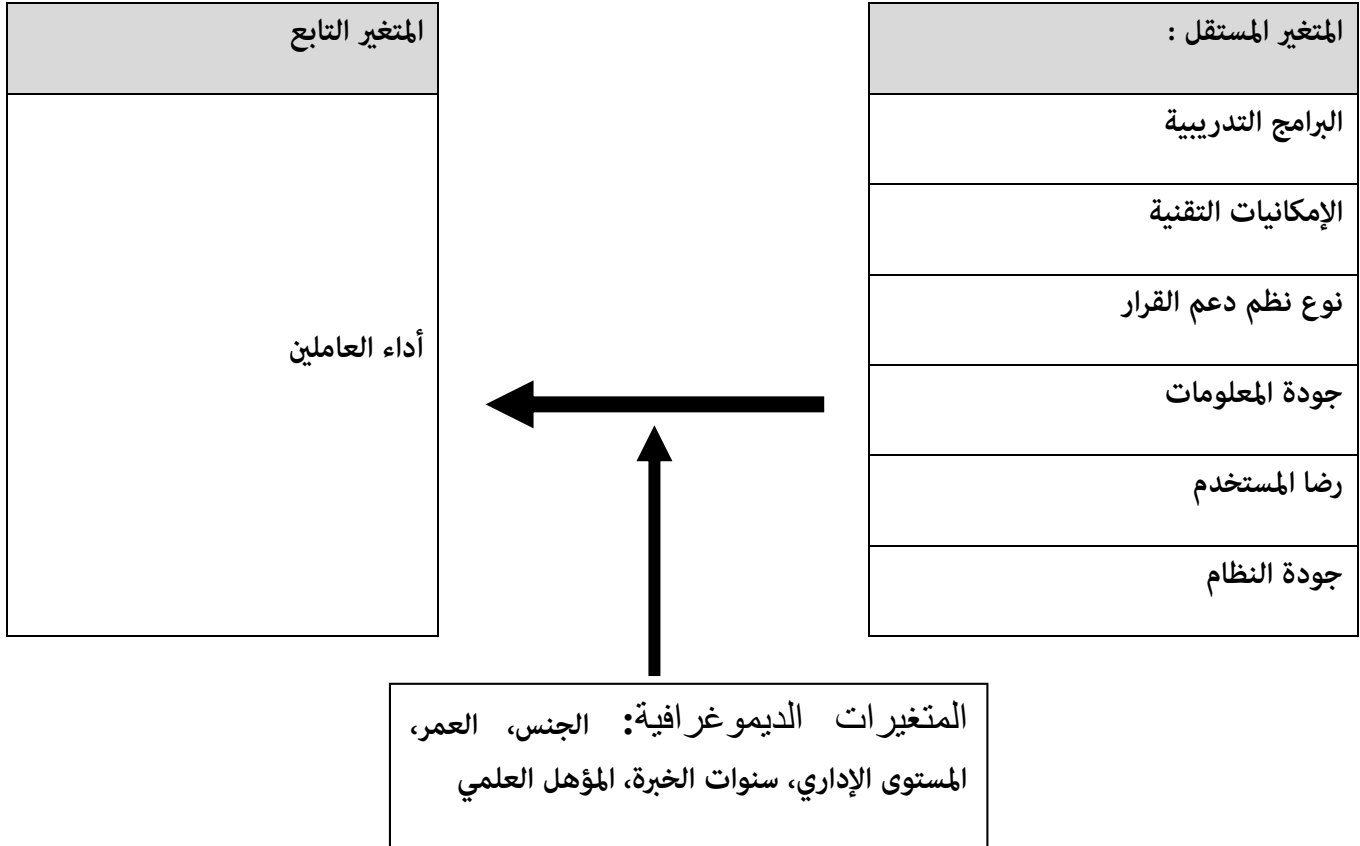 المتغير المستقل :
البرامج التدريبية
الإمكانيات التقنية
نوع نظم دعم القرار
جودة المعلومات
رضا المستخدم
جودة النظام
المتغير التابع
أداء العاملين
المتغيرات الديموغرافية: الجنس، العمر،
المستوى الإداري، سنوات الخبرة، المؤهل العلمي